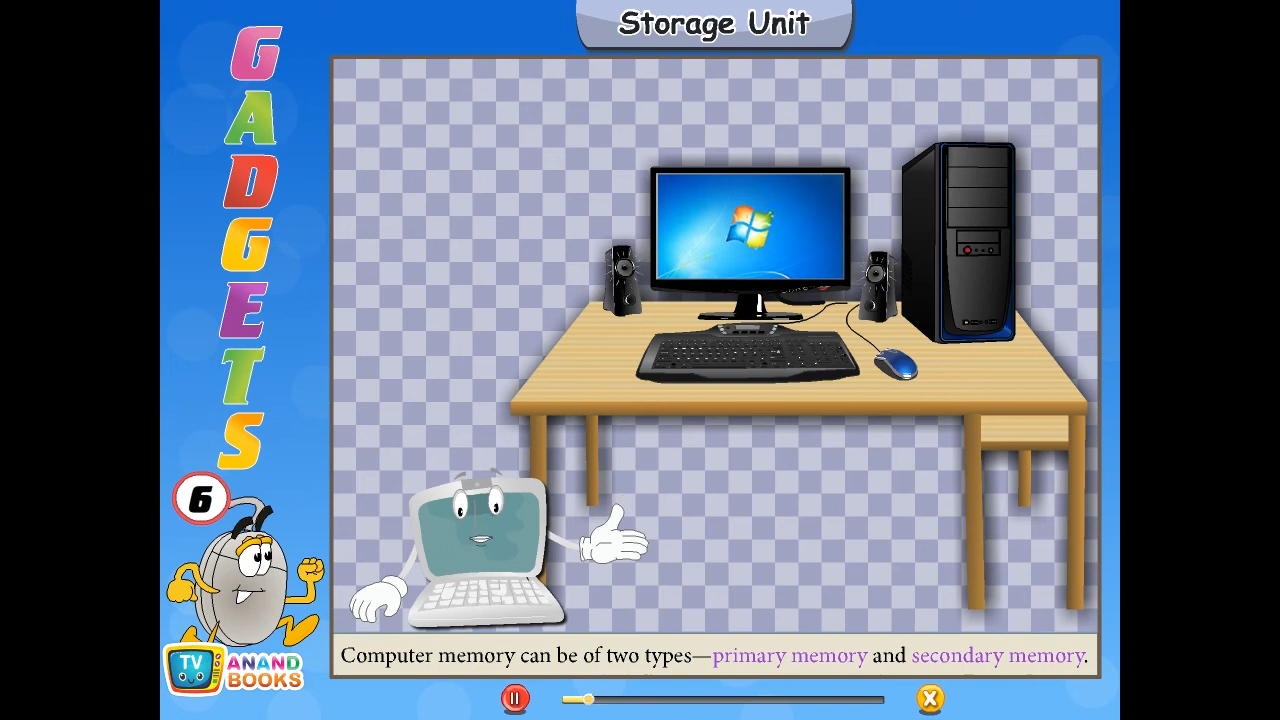 Storage Unit
GADGETS
6
TV
ANAND
BOOKS
Computer memory can be of two types—primary memory and secondary memory.
X